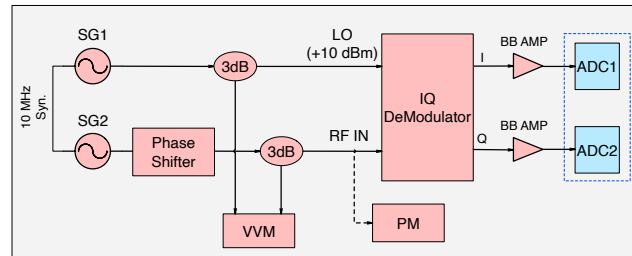 SG1
3dB
LO
(+10 dBm)
IQ
DeModulator
I
BB AMP
ADC1
10 MHz
Syn.
SG2
Phase
Shifter
3dB
RF IN
Q
BB AMP
ADC2
VVM
PM